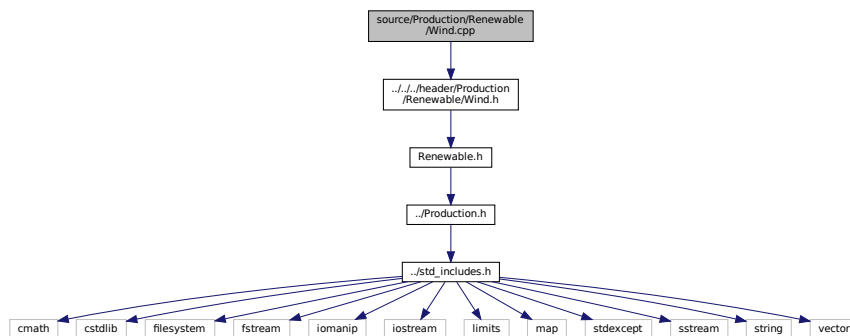 source/Production/Renewable
/Wind.cpp
../../../header/Production
/Renewable/Wind.h
Renewable.h
../Production.h
../std_includes.h
cmath
cstdlib
filesystem
fstream
iomanip
iostream
limits
map
stdexcept
sstream
string
vector